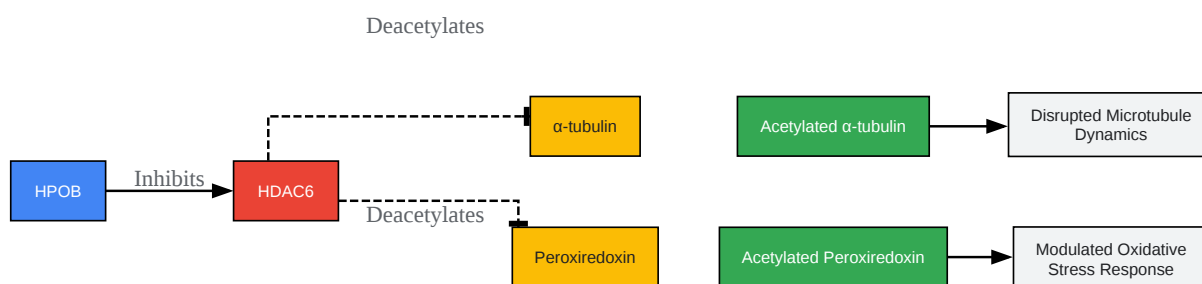 Deacetylates
α-tubulin
Acetylated α-tubulin
Disrupted Microtubule
Dynamics
HPOB
Inhibits
HDAC6
Deacetylates
Peroxiredoxin
Acetylated Peroxiredoxin
Modulated Oxidative
Stress Response